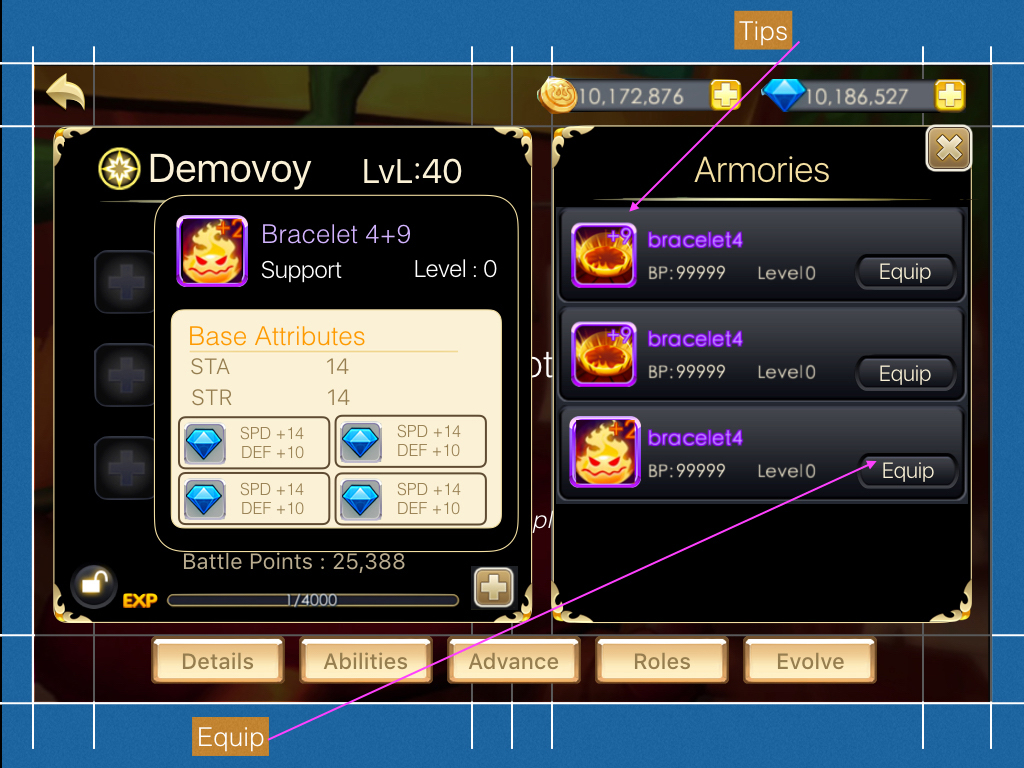 Tips
10,172,876
10,186,527
Demovoy LvL:40
Bracelet 4+9
Support Level : 0
Base Attributes
STA 14
STR 14
SPD +14
DEF +10
SPD +14
DEF +10
SPD +14
DEF +10
SPD +14
DEF +10
Battle Points : 25,388
EXP 1/4000
Armories
+9
bracelet4
BP:99999 Level0
Equip
+9
bracelet4
BP:99999 Level0
Equip
+2
bracelet4
BP:99999 Level0
Equip
Details
Abilities
Advance
Roles
Evolve
Equip